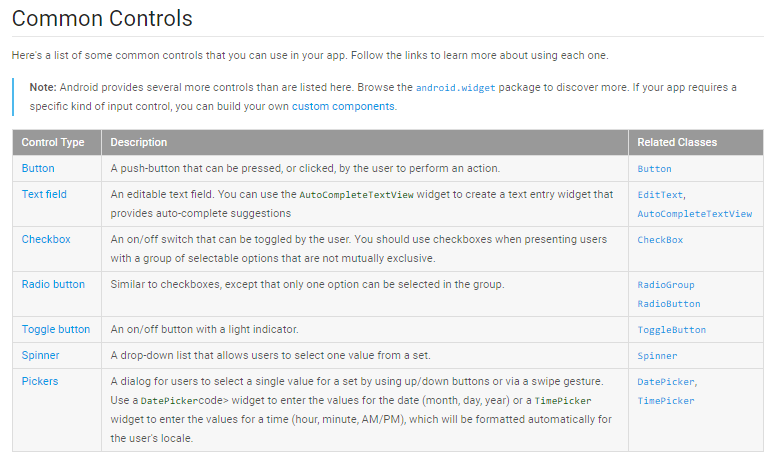 Common Controls
Here's a list of some common controls that you can use in your app. Follow the links to learn more about using each one.
Note: Android provides several more controls than are listed here. Browse the android.widget package to discover more. If your app requires a
specific kind of input control, you can build your own custom components.
Control Type Description Related Classes
Button A push-button that can be pressed, or clicked, by the user to perform an action. Button
Text field An editable text field. You can use the AutoCompleteTextView widget to create a text entry widget that EditText,
provides auto-complete suggestions AutoCompleteTextView
Checkbox An on/off switch that can be toggled by the user. You should use checkboxes when presenting users CheckBox
with a group of selectable options that are not mutually exclusive.
Radio button Similar to checkboxes, except that only one option can be selected in the group. RadioGroup
RadioButton
Toggle button An on/off button with a light indicator. ToggleButton
Spinner A drop-down list that allows users to select one value from a set. Spinner
Pickers A dialog for users to select a single value for a set by using up/down buttons or via a swipe gesture. DatePicker,
Use a DatePickercode> widget to enter the values for the date (month, day, year) or a TimePicker TimePicker
widget to enter the values for a time (hour, minute, AM/PM), which will be formatted automatically for
the user's locale.